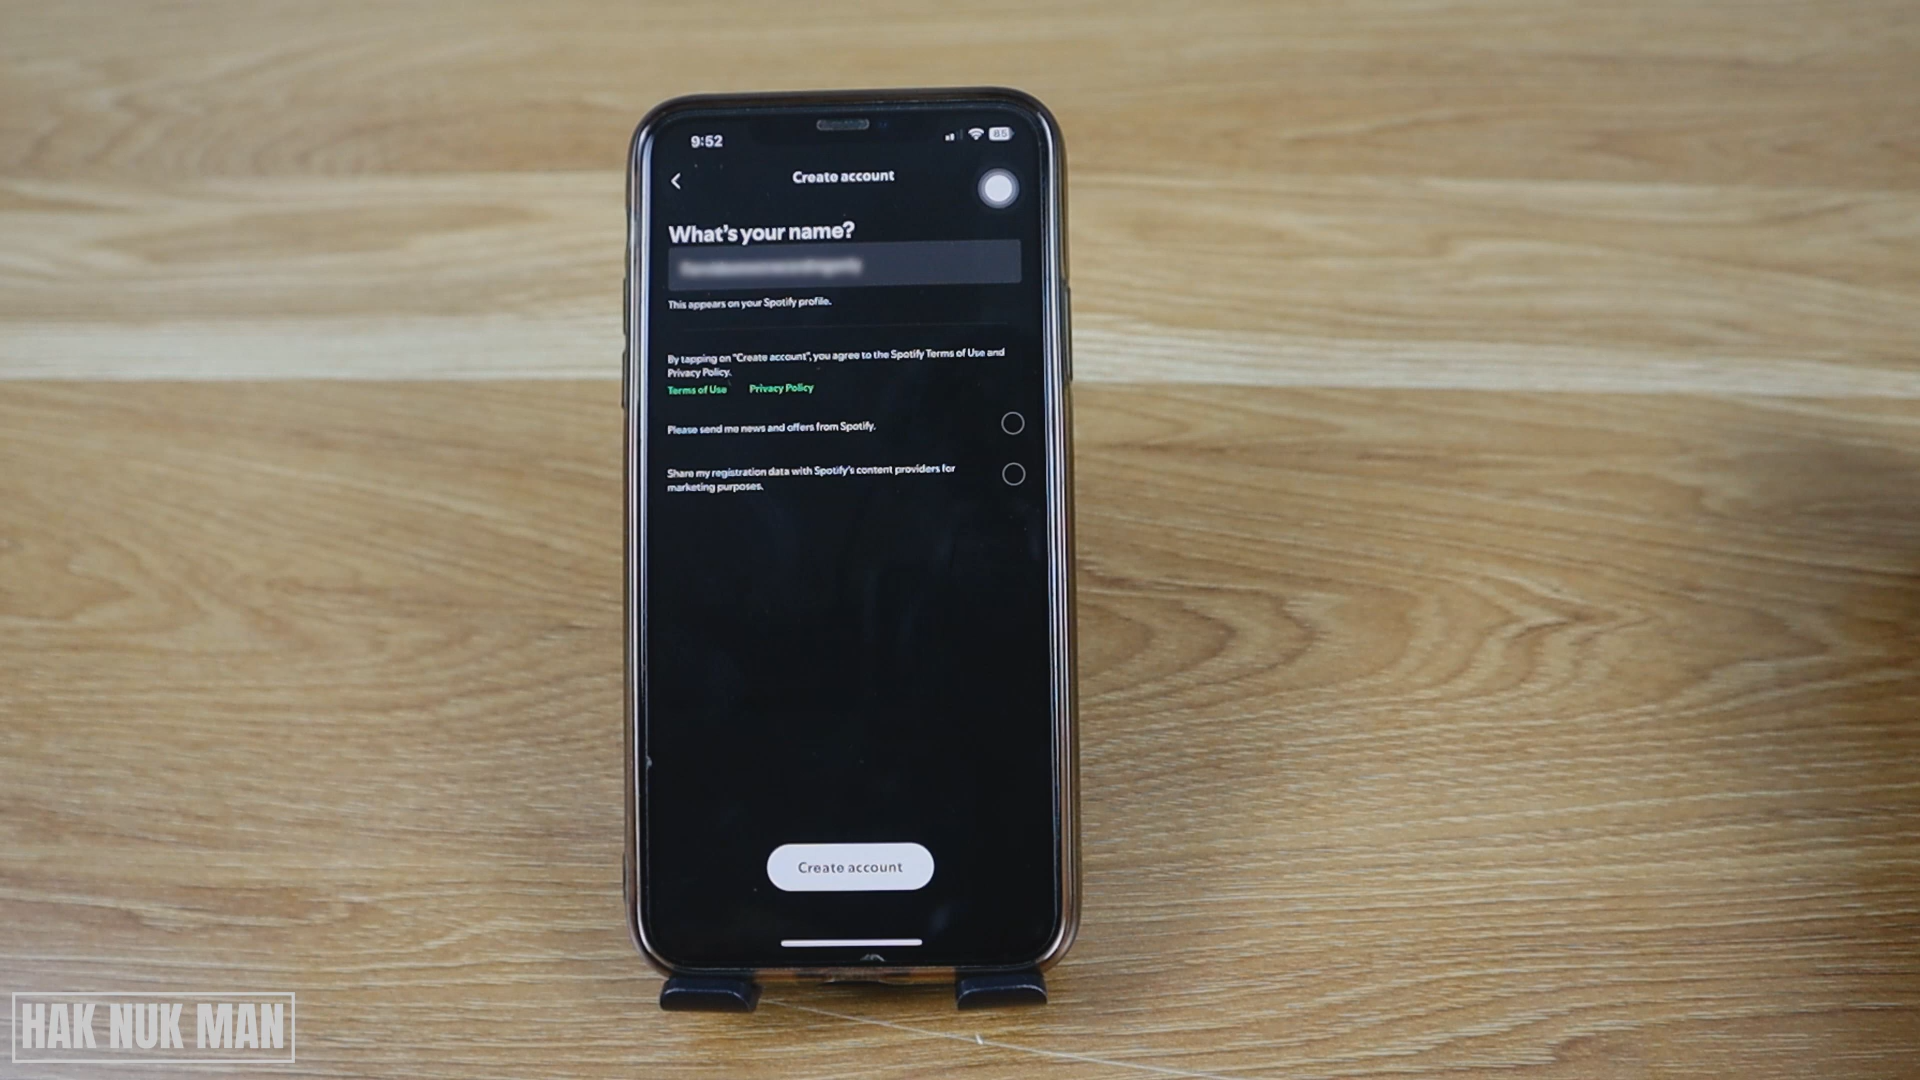 9:52
85
Create account
What's your name?
This appears on your Spotify profile.
By tapping on "Create account", you agree to the Spotify Terms of Use and
Privacy Policy.
Terms of Use Privacy Policy
Please send me news and offers from Spotify.
Share my registration data with Spotify's content providers for
marketing purposes.
Create account
HAK NUK MAN